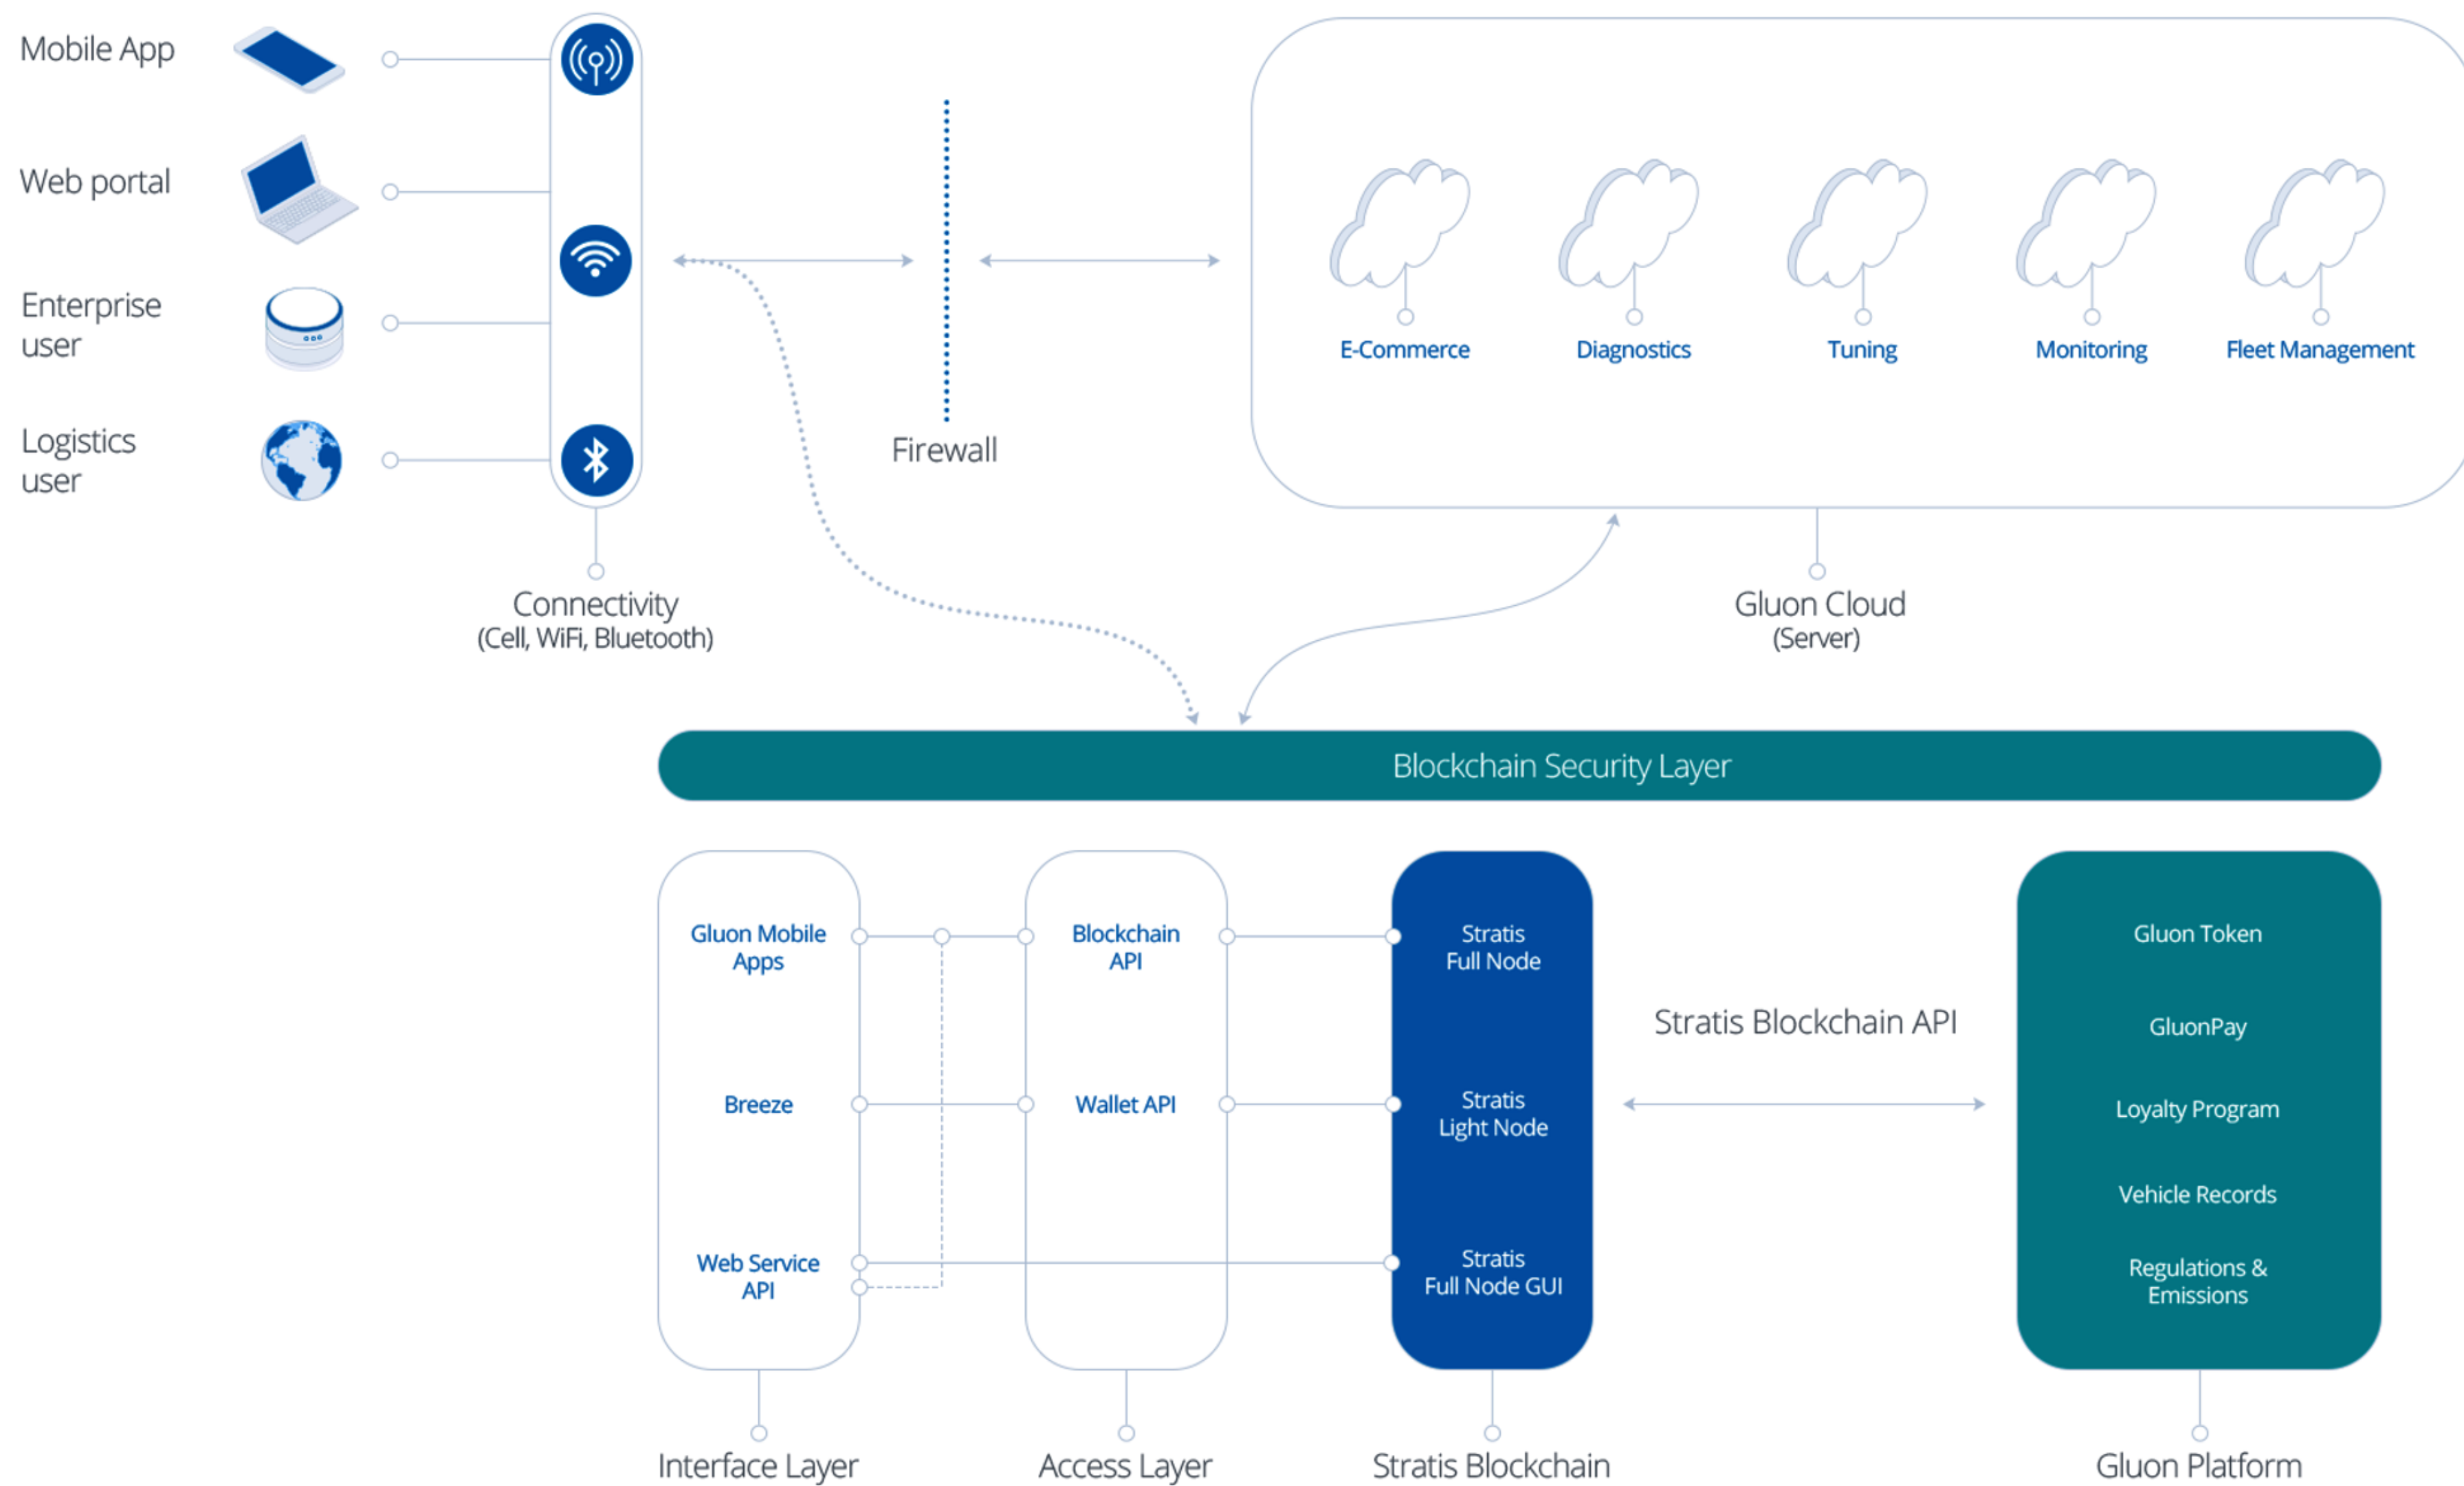 Mobile App
Web portal
Enterprise
user
Logistics
user
Connectivity
(Cell, WiFi, Bluetooth)
Firewall
E-Commerce
Diagnostics
Tuning
Monitoring
Fleet Management
Gluon Cloud
(Server)
Blockchain Security Layer
Gluon Mobile
Apps
Breeze
Web Service
API
Interface Layer
Blockchain
API
Wallet API
Access Layer
Stratis
Full Node
Stratis
Light Node
Stratis
Full Node GUI
Stratis Blockchain
Stratis Blockchain API
Gluon Token
GluonPay
Loyalty Program
Vehicle Records
Regulations &
Emissions
Gluon Platform